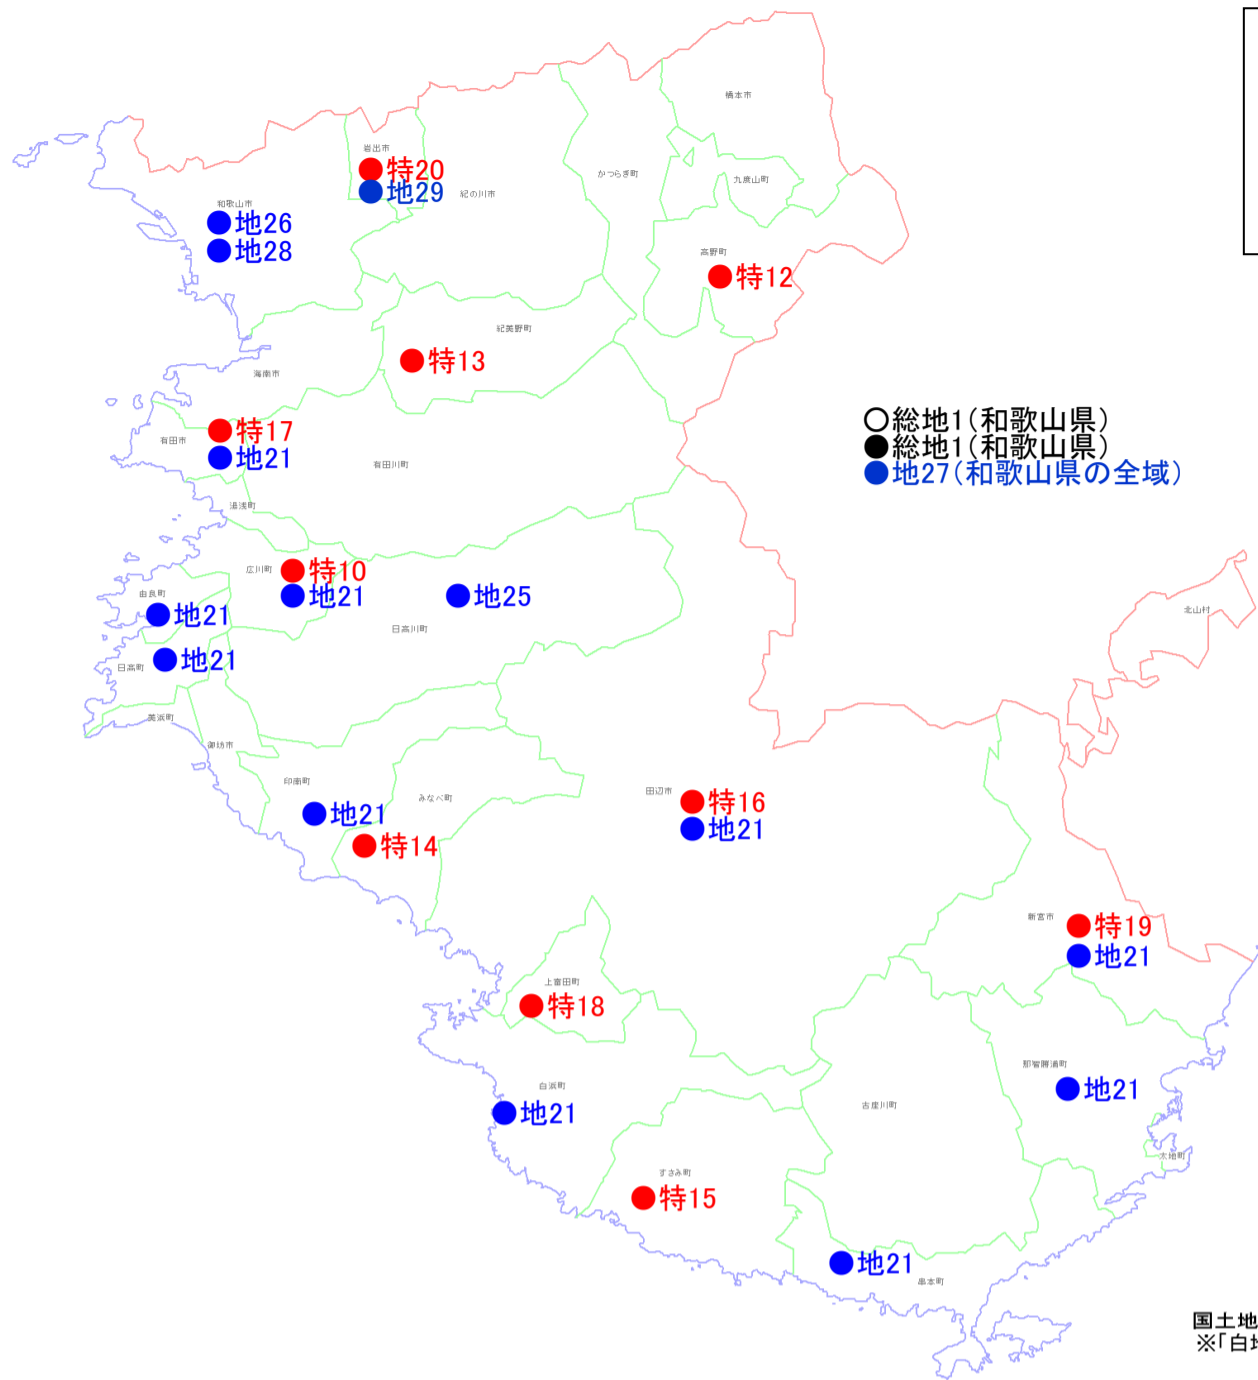 橋本市
岩出市
かつらぎ町
九度山町
特20
地29
紀の川市
和歌山市
地26
地28
高野町
特12
紀美野町
特13
海南市
総地1(和歌山県)
総地1(和歌山県)
地27(和歌山県の全域)
特17
有田市
地21
有田川町
湯浅町
広川町
特10
地21
由良町
地21
地25
日高川町
北山村
日高町
地21
美浜町
御坊市
印南町
地21
みなべ町
特14
田辺市
特16
地21
新宮市
特19
地21
上富田町
特18
那智勝浦町
地21
白浜町
地21
古座川町
太地町
すさみ町
特15
地21
串本町
国土地
※「白地